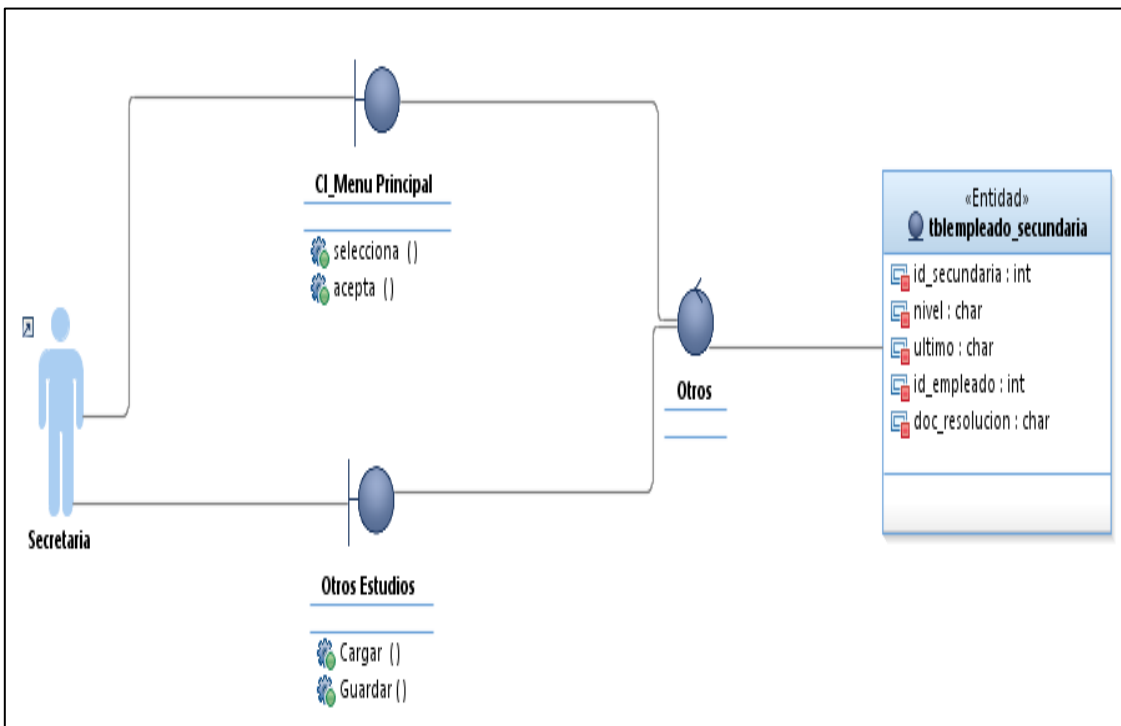 CI_Menu Principal
selecciona ()
acepta ()
Secretaria
Otros Estudios
Cargar ()
Guardar ()
Otros
«Entidad»
tblempleado_secundaria
id_secundaria : int
nivel : char
ultimo : char
id_empleado : int
doc_resolucion : char